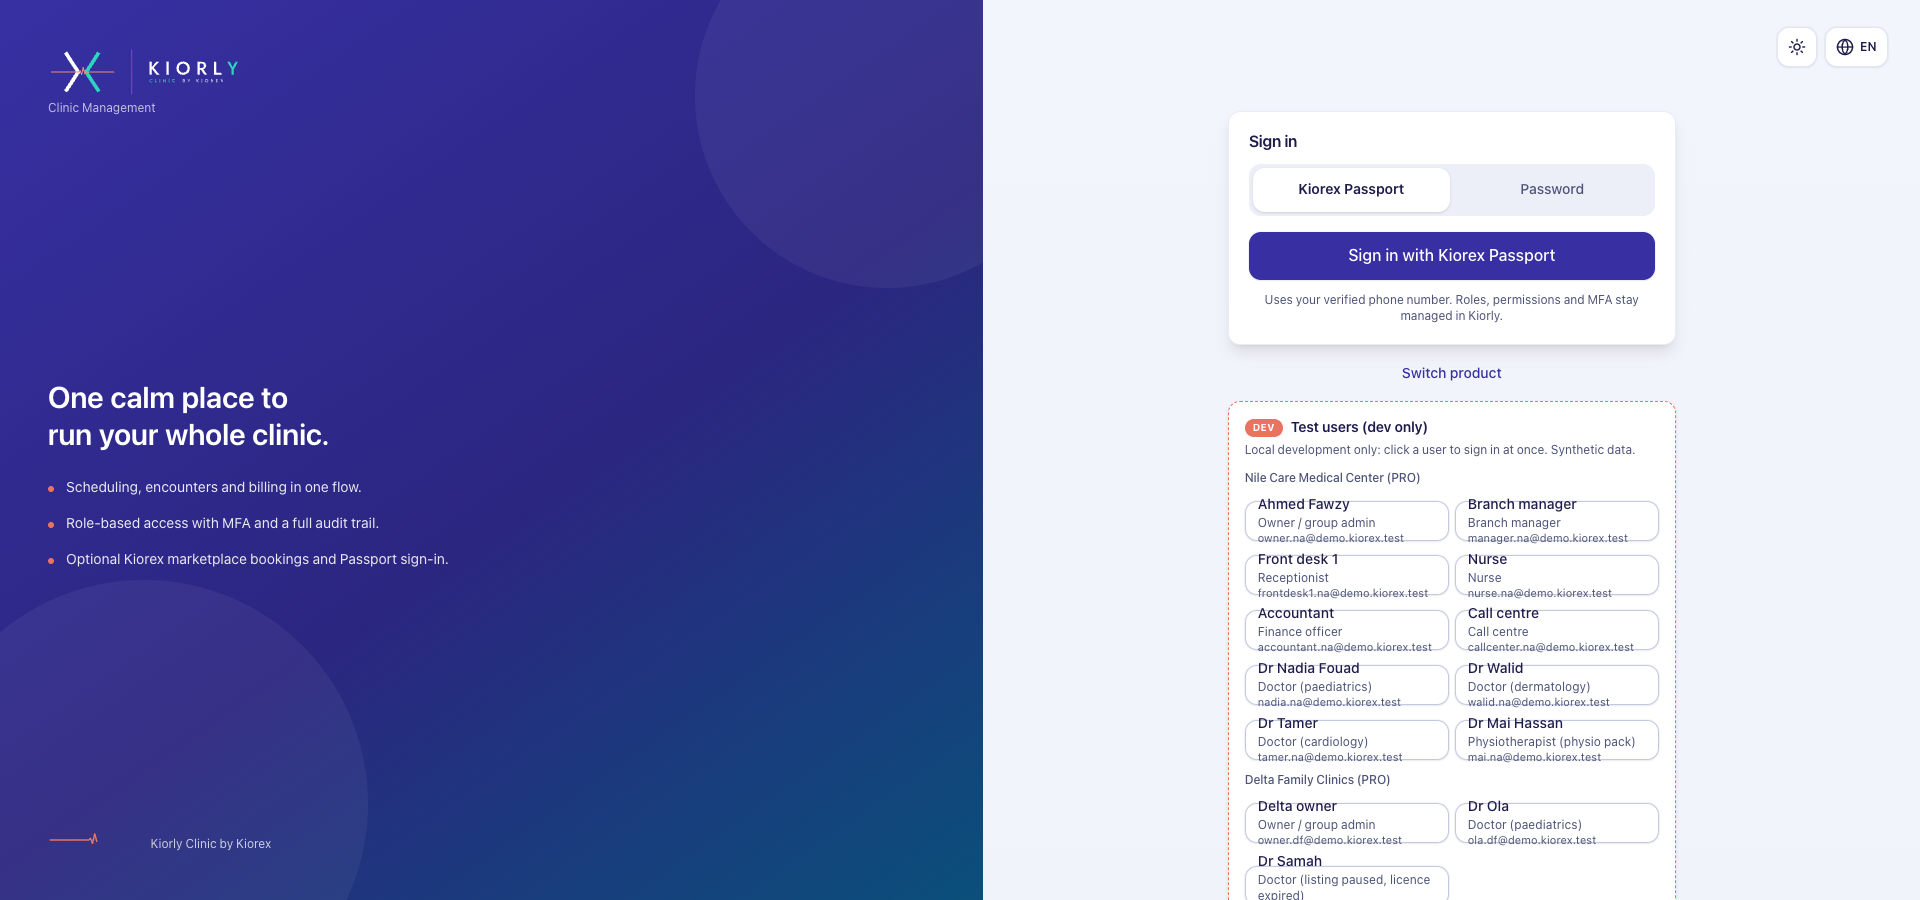 KIORLY
CLINIC BY KIOREX
Clinic Management
One calm place to
run your whole clinic.
Scheduling, encounters and billing in one flow.
Role-based access with MFA and a full audit trail.
Optional Kiorex marketplace bookings and Passport sign-in.
Kiorly Clinic by Kiorex
EN
Sign in
Kiorex Passport
Password
Sign in with Kiorex Passport
Uses your verified phone number. Roles, permissions and MFA stay
managed in Kiorly.
Switch product
DEV Test users (dev only)
Local development only: click a user to sign in at once. Synthetic data.
Nile Care Medical Center (PRO)
Ahmed Fawzy
Owner / group admin
owner.na@demo.kiorex.test
Branch manager
Branch manager
manager.na@demo.kiorex.test
Front desk 1
Receptionist
frontdesk1.na@demo.kiorex.test
Nurse
Nurse
nurse.na@demo.kiorex.test
Accountant
Finance officer
accountant.na@demo.kiorex.test
Call centre
Call centre
callcenter.na@demo.kiorex.test
Dr Nadia Fouad
Doctor (paediatrics)
nadia.na@demo.kiorex.test
Dr Walid
Doctor (dermatology)
walid.na@demo.kiorex.test
Dr Tamer
Doctor (cardiology)
tamer.na@demo.kiorex.test
Dr Mai Hassan
Physiotherapist (physio pack)
mai.na@demo.kiorex.test
Delta Family Clinics (PRO)
Delta owner
Owner / group admin
owner.df@demo.kiorex.test
Dr Ola
Doctor (paediatrics)
ola.df@demo.kiorex.test
Dr Samah
Doctor (listing paused, licence
expired)